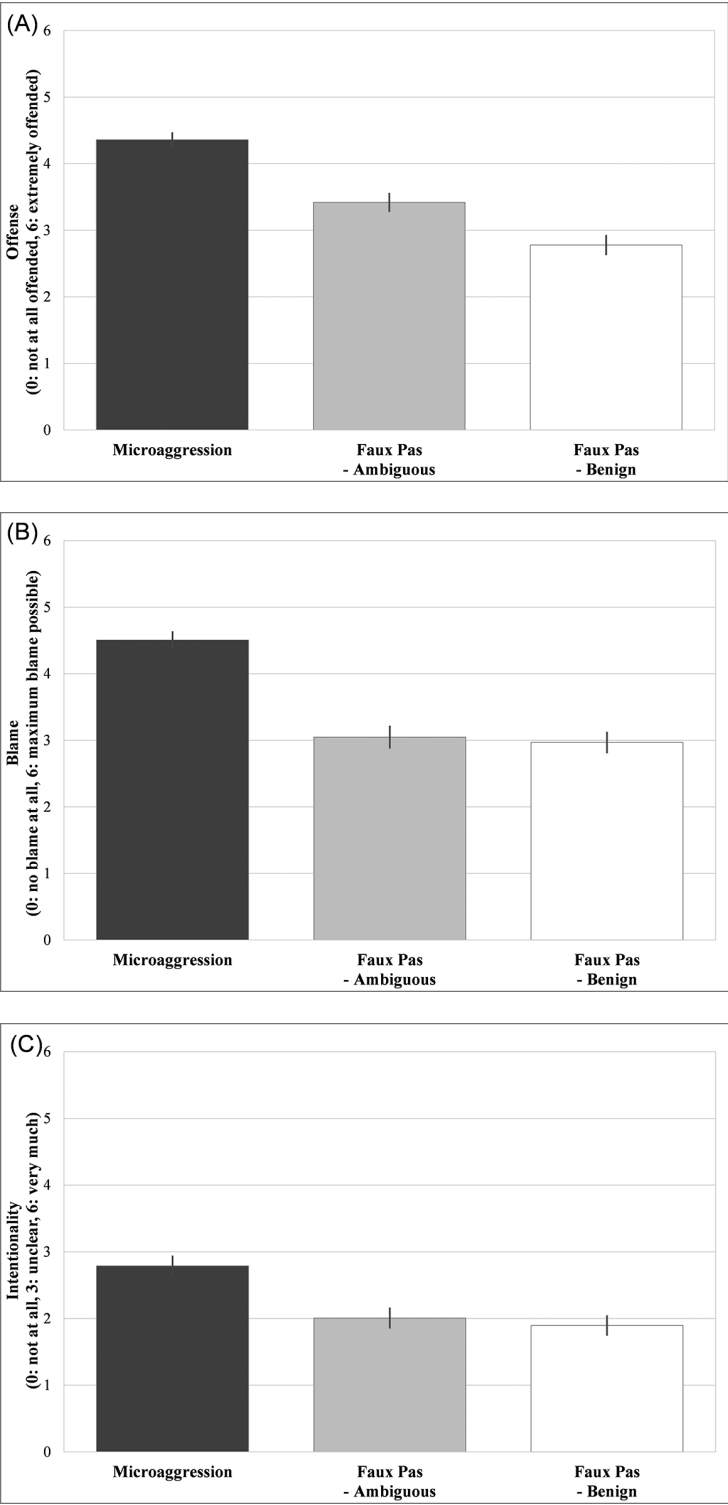 (A)
Offense
(0: not at all offended, 6: extremely offended)
6
5
4
3
2
1
0
Microaggression
Faux Pas
- Ambiguous
Faux Pas
- Benign
(B)
Blame
(0: no blame at all, 6: maximum blame possible)
6
5
4
3
2
1
0
Microaggression
Faux Pas
- Ambiguous
Faux Pas
- Benign
(C)
Intentionality
(0: not at all, 3: unclear, 6: very much)
6
5
4
3
2
1
0
Microaggression
Faux Pas
- Ambiguous
Faux Pas
- Benign